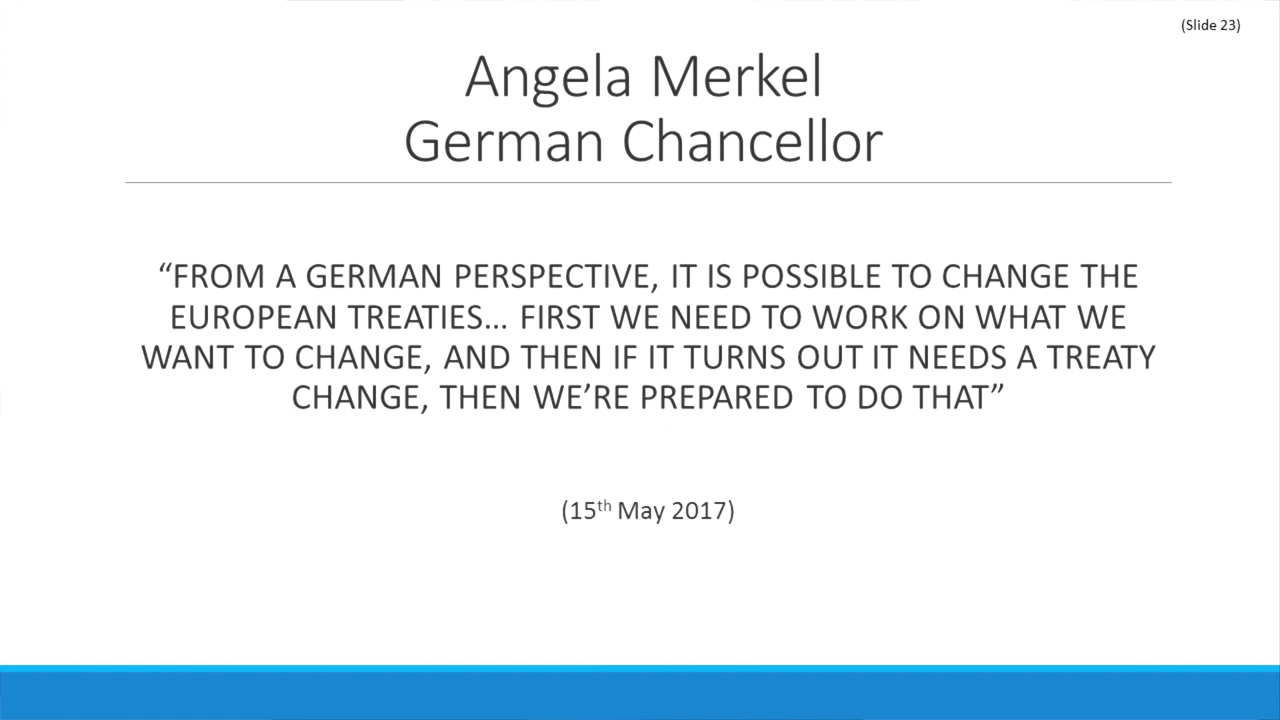 (Slide 23)
Angela Merkel
German Chancellor
“FROM A GERMAN PERSPECTIVE, IT IS POSSIBLE TO CHANGE THE
EUROPEAN TREATIES... FIRST WE NEED TO WORK ON WHAT WE
WANT TO CHANGE, AND THEN IF IT TURNS OUT IT NEEDS A TREATY
CHANGE, THEN WE’RE PREPARED TO DO THAT”
(15th May 2017)